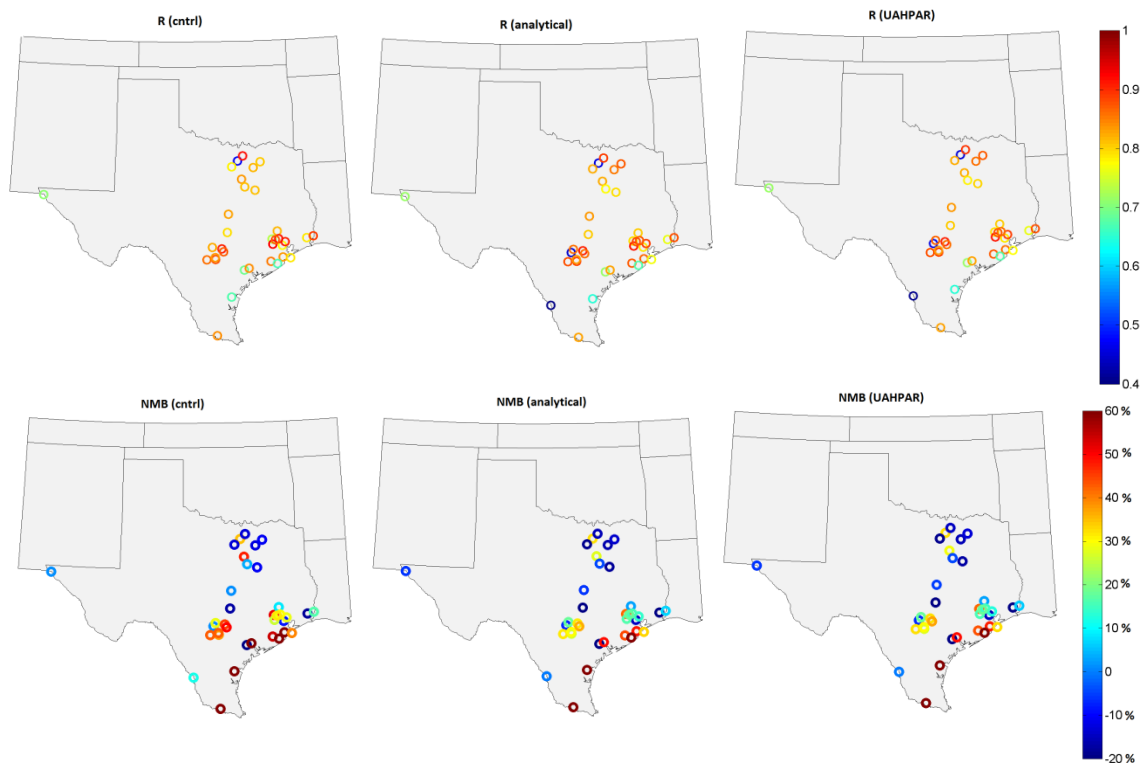 R (cntrl)
R (analytical)
R (UAHPAR)
1
0.9
0.8
0.7
0.6
0.5
0.4
NMB (cntrl)
NMB (analytical)
NMB (UAHPAR)
60 %
50 %
40 %
30 %
20 %
10 %
0
-10 %
-20 %